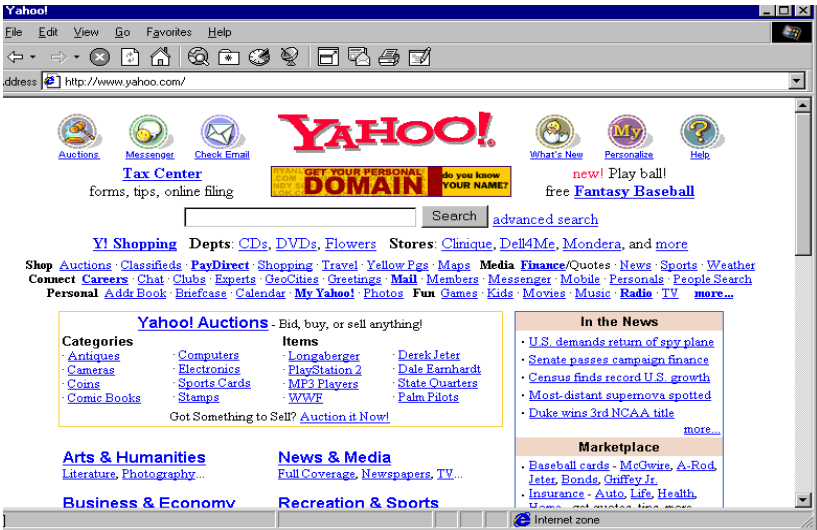 Yahoo!
File Edit View Go Favorites Help
Address http://www.yahoo.com/
YAHOO!
Auctions Messenger Check Email What's New Personalize Help
My
Tax Center
forms, tips, online filing
GET YOUR PERSONAL DOMAIN do you know YOUR NAME?
new! Play ball!
free Fantasy Baseball
Search advanced search
Y! Shopping Depts: CDs, DVDs, Flowers Stores: Clinique, Dell4Me, Mondera, and more
Shop Auctions · Classifieds · PayDirect · Shopping · Travel · Yellow Pgs · Maps Media Finance/Quotes · News · Sports · Weather
Connect Careers · Chat · Clubs · Experts · GeoCities · Greetings · Mail · Members · Messenger · Mobile · Personals · People Search
Personal Addr Book · Briefcase · Calendar · My Yahoo! · Photos Fun Games · Kids · Movies · Music · Radio · TV more...
Yahoo! Auctions - Bid, buy, or sell anything!
Categories Items
· Antiques · Computers · Longaberger · Derek Jeter
· Cameras · Electronics · PlayStation 2 · Dale Earnhardt
· Coins · Sports Cards · MP3 Players · State Quarters
· Comic Books · Stamps · WWF · Palm Pilots
Got Something to Sell? Auction it Now!
In the News
· U.S. demands return of spy plane
· Senate passes campaign finance
· Census finds record U.S. growth
· Most-distant supernova spotted
· Duke wins 3rd NCAA title
more...
Marketplace
· Baseball cards - McGwire, A-Rod,
Jeter, Bonds, Griffey Jr.
· Insurance - Auto, Life, Health,
Home - get quotes, tips, more
Arts & Humanities News & Media
Literature, Photography... Full Coverage, Newspapers, TV...
Business & Economy Recreation & Sports
Internet zone